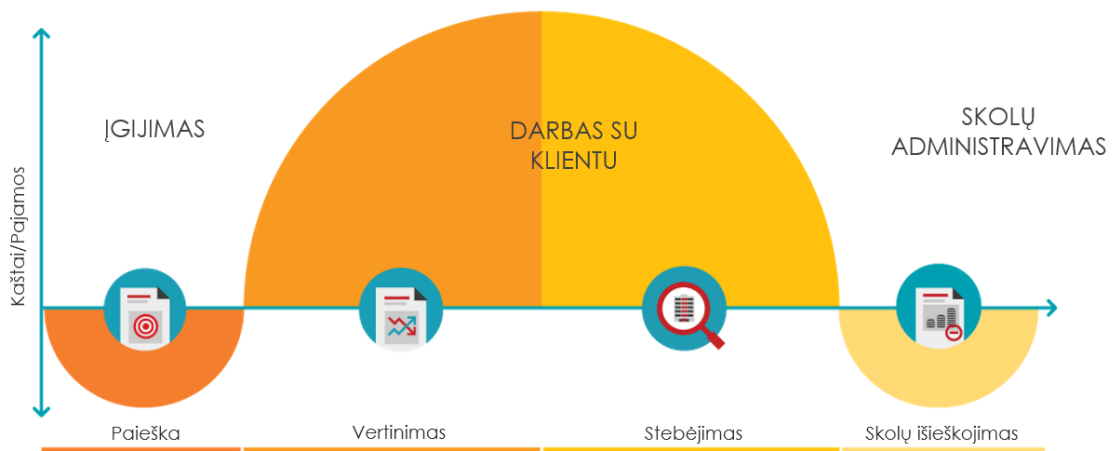 ĮGIJIMAS
DARBAS SU
KLIENTU
SKOLŲ
ADMINISTRAVIMAS
Kaštai/Pajamos
Paieška
Vertinimas
Stebėjimas
Skolų išieškojimas